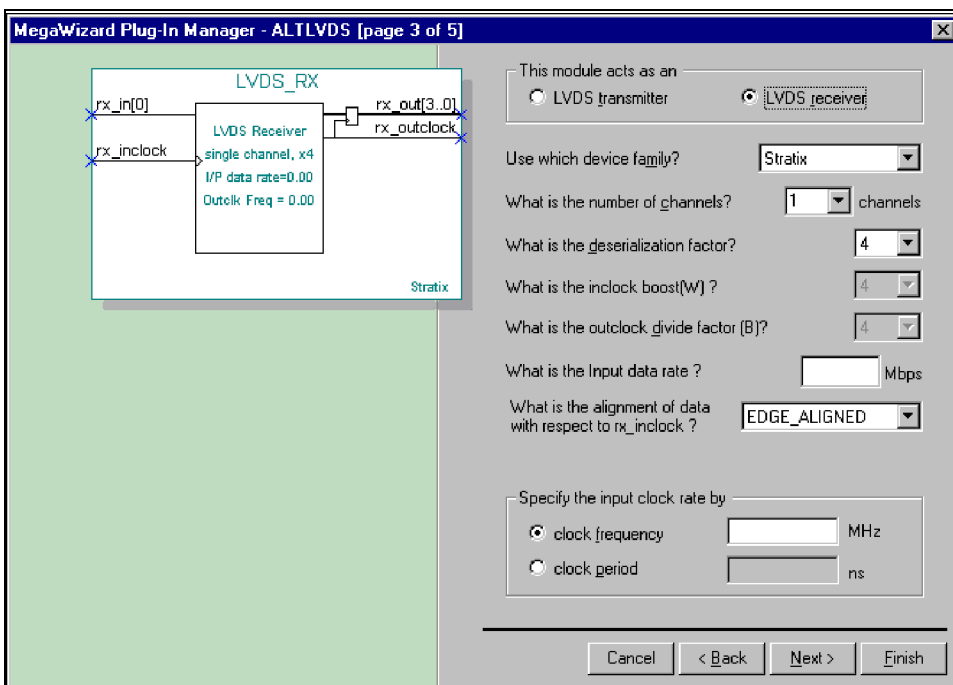 MegaWizard Plug-In Manager - ALTLVDS [page 3 of 5]
LVDS_RX
rx_in[0]
rx_out[3..0]
rx_outclock
rx_inclock
LVDS Receiver
single channel, x4
I/P data rate=0.00
Outclk Freq = 0.00
Stratix
This module acts as an
LVDS transmitter
LVDS receiver
Use which device family?
Stratix
What is the number of channels?
1
channels
What is the deserialization factor?
4
What is the inclock boost(W) ?
4
What is the outclock divide factor (B)?
4
What is the Input data rate ?
Mbps
What is the alignment of data
with respect to rx_inclock ?
EDGE_ALIGNED
Specify the input clock rate by
clock frequency
MHz
clock period
ns
Cancel
< Back
Next >
Finish